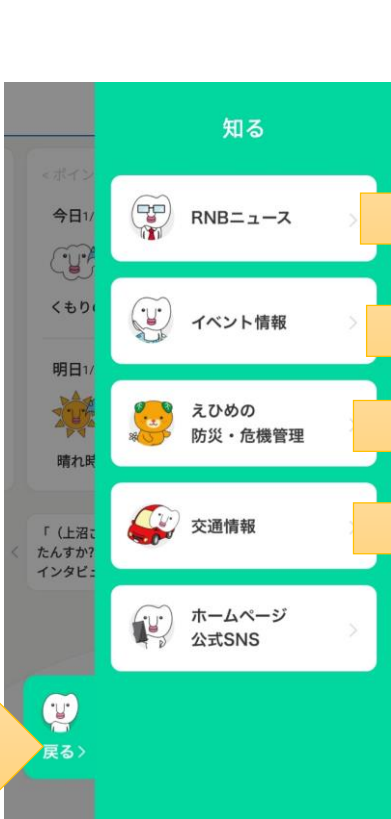 知る
RNBニュース
イベント情報
えひめの
防災・危機管理
交通情報
ホームページ
公式SNS
<ポイン
今日1/
くもり
明日1/
晴れ時
「（上沼
たんすか?
インタビ
戻る>